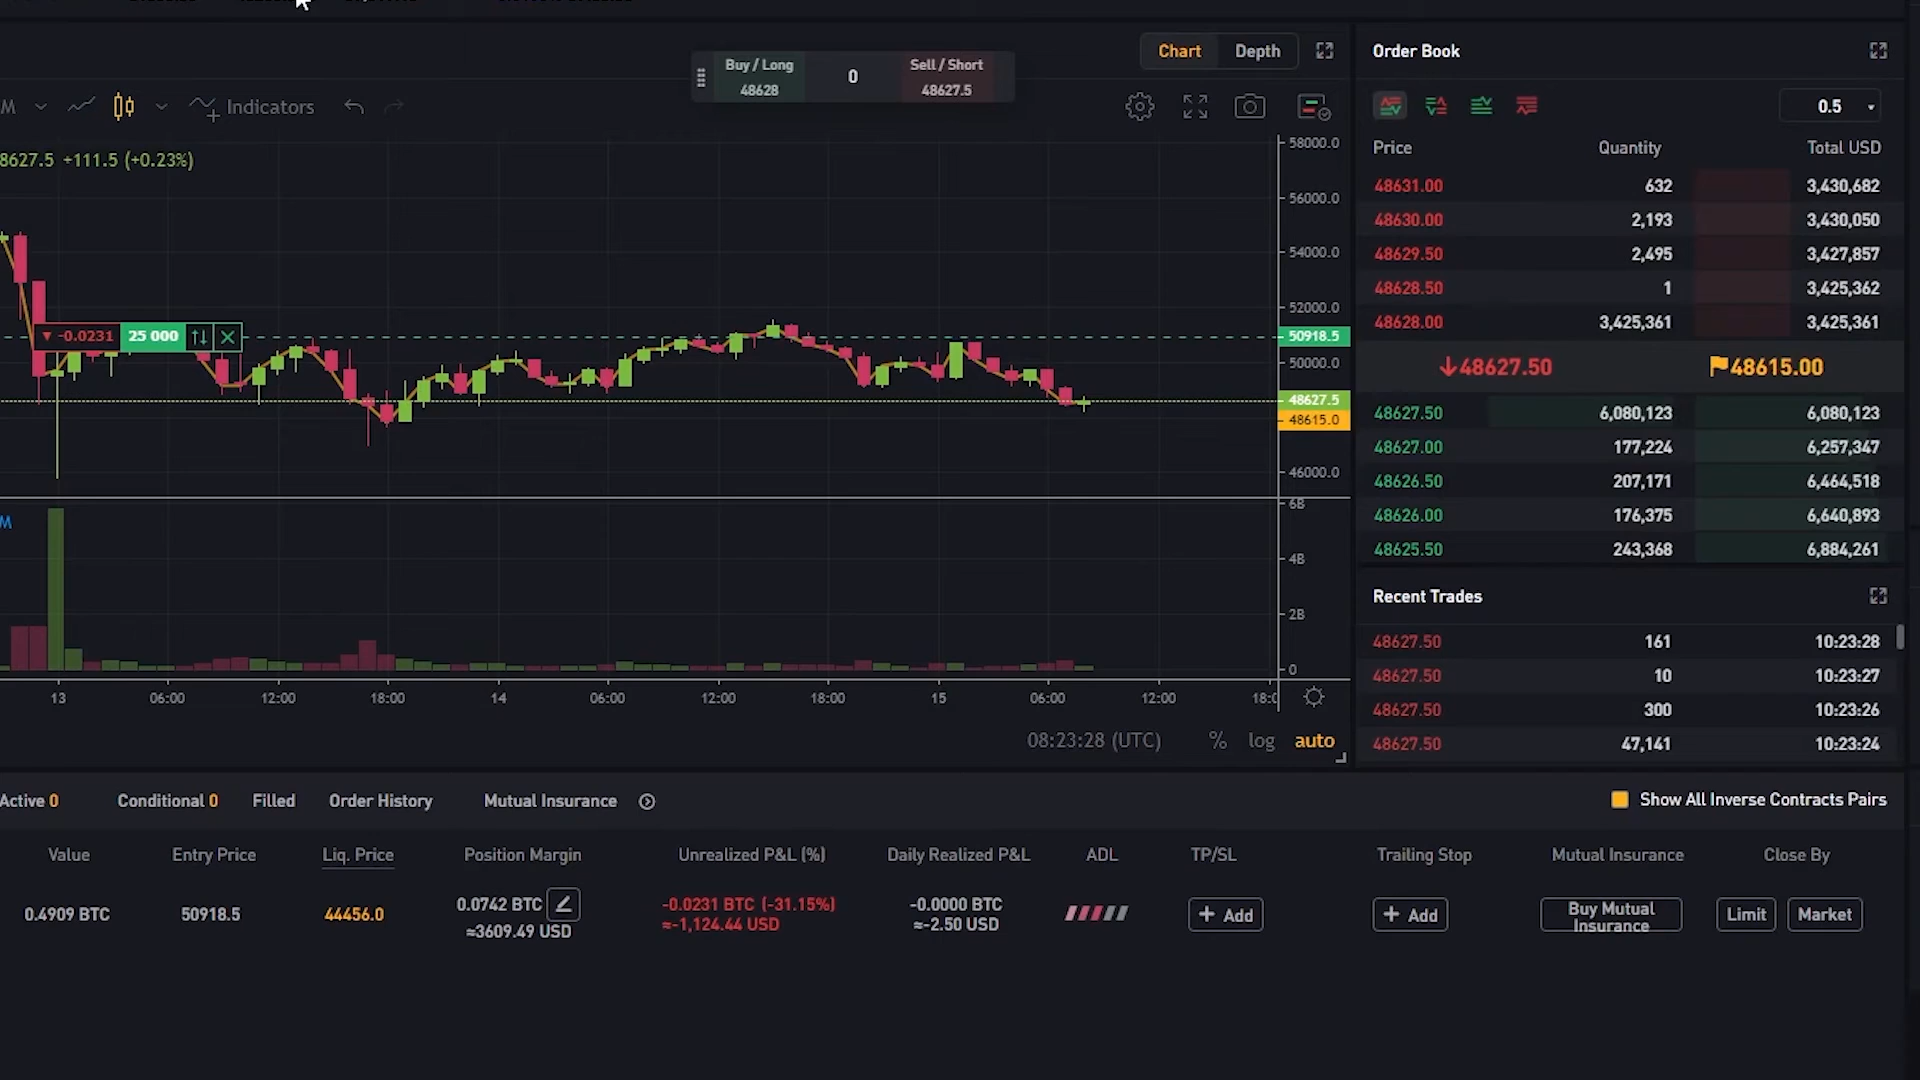 Chart Depth
Order Book
Buy / Long
48628
0
Sell / Short
48627.5
M
Indicators
8627.5 +111.5 (+0.23%)
58000.0
56000.0
54000.0
52000.0
50918.5
50000.0
48627.5
48615.0
46000.0
-0.0231 25 000
M
6B
4B
2B
0
13 06:00 12:00 18:00 14 06:00 12:00 18:00 15 06:00 12:00 18:0
08:23:28 (UTC) % log auto
0.5
Price Quantity Total USD
48631.00 632 3,430,682
48630.00 2,193 3,430,050
48629.50 2,495 3,427,857
48628.50 1 3,425,362
48628.00 3,425,361 3,425,361
48627.50 48615.00
48627.50 6,080,123 6,080,123
48627.00 177,224 6,257,347
48626.50 207,171 6,464,518
48626.00 176,375 6,640,893
48625.50 243,368 6,884,261
Recent Trades
48627.50 161 10:23:28
48627.50 10 10:23:27
48627.50 300 10:23:26
48627.50 47,141 10:23:24
Active 0 Conditional 0 Filled Order History Mutual Insurance Show All Inverse Contracts Pairs
Value Entry Price Liq. Price Position Margin Unrealized P&L (%) Daily Realized P&L ADL TP/SL Trailing Stop Mutual Insurance Close By
0.4909 BTC 50918.5 44456.0
0.0742 BTC
≈3609.49 USD
-0.0231 BTC (-31.15%)
≈-1,124.44 USD
-0.0000 BTC
≈-2.50 USD
+ Add
+ Add
Buy Mutual
Insurance
Limit Market